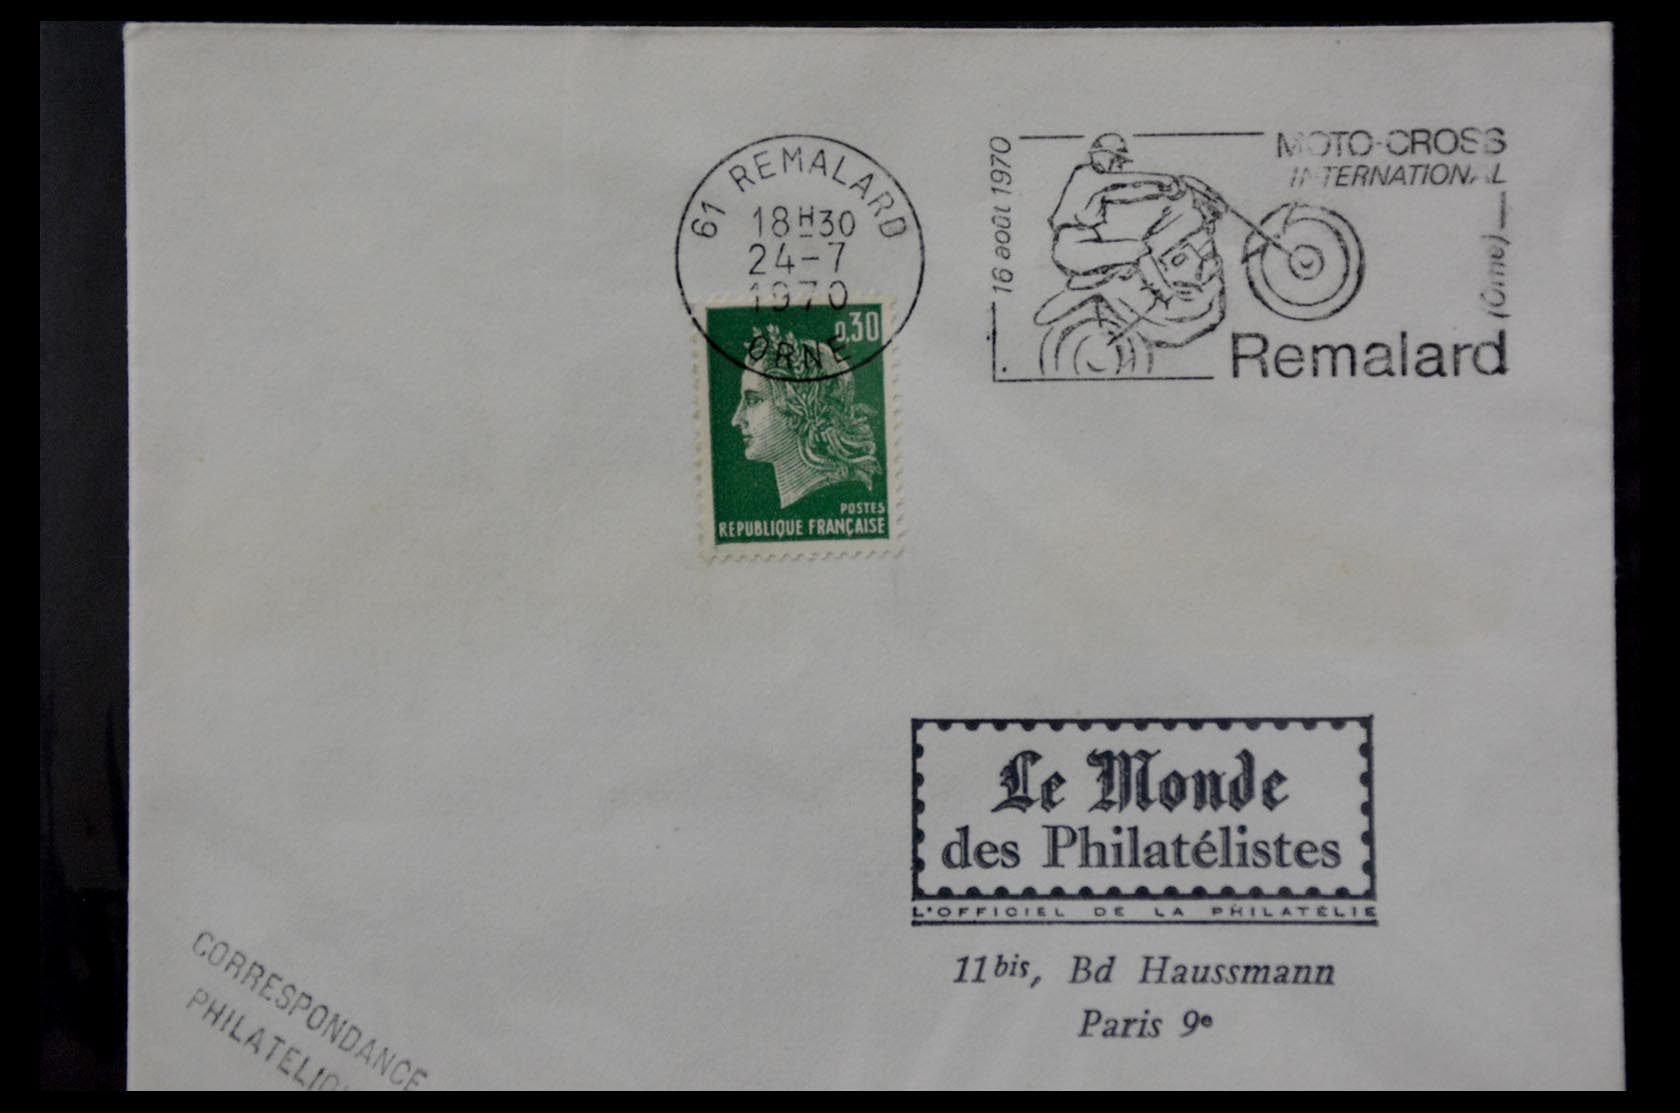 61 REMALARD
18H30
24-7
1970
ORNE
16 août 1970
MOTO-CROSS
INTERNATIONAL
Remalard
(Orne)
0,30
POSTES
REPUBLIQUE FRANÇAISE
Le Monde
des Philatélistes
L'OFFICIEL DE LA PHILATÉLIE
11bis, Bd Haussmann
Paris 9e
CORRESPONDANCE